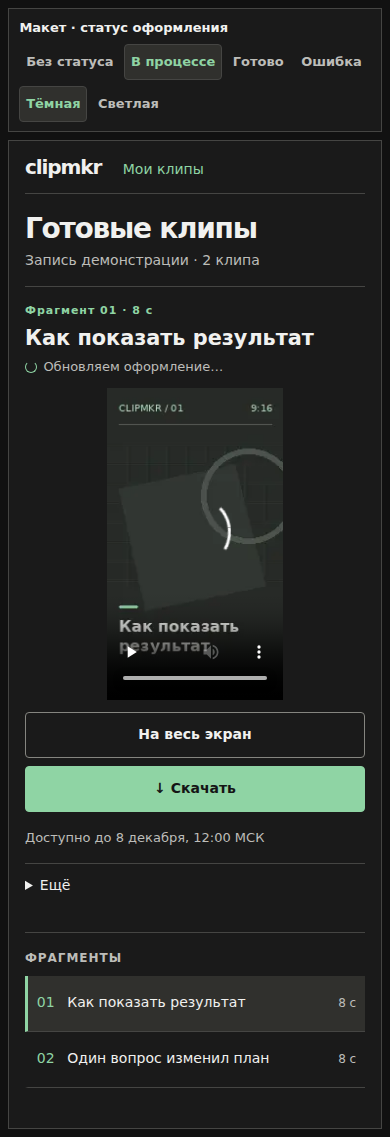 Макет · статус оформления
Без статуса В процессе Готово Ошибка
Тёмная Светлая
clipmkr Мои клипы
Готовые клипы
Запись демонстрации · 2 клипа
Фрагмент 01 · 8 с
Как показать результат
Обновляем оформление…
CLIPMKR / 01 9:16
Как показать
результат
На весь экран
↓ Скачать
Доступно до 8 декабря, 12:00 МСК
Ещё
ФРАГМЕНТЫ
01 Как показать результат 8 с
02 Один вопрос изменил план 8 с